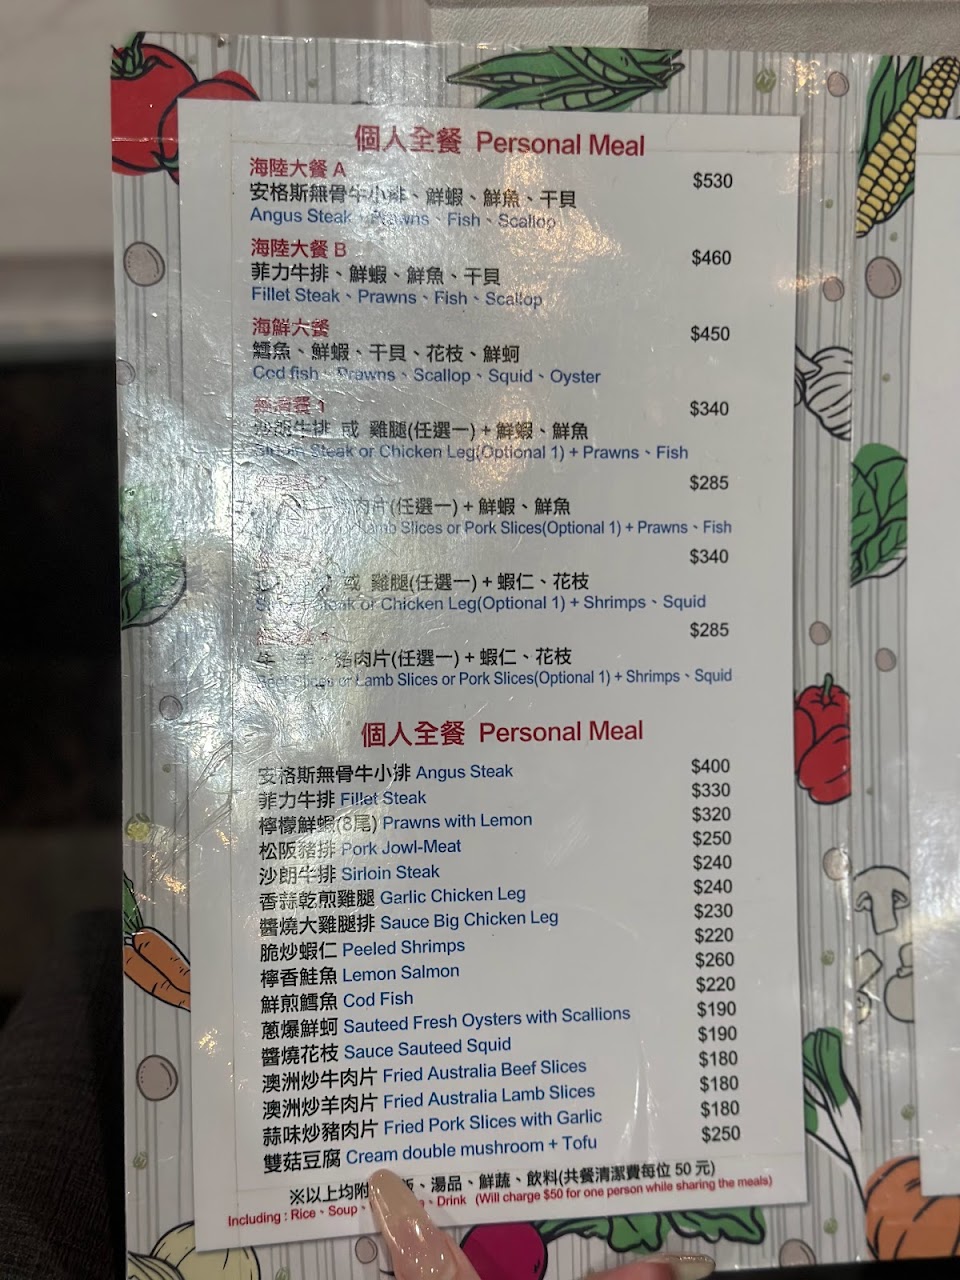 個人全餐 Personal Meal
海陸大餐 A
$530
安格斯無骨牛小排、鮮蝦、鮮魚、干貝
Angus Steak、Prawns、Fish、Scallop
海陸大餐 B
$460
菲力牛排、鮮蝦、鮮魚、干貝
Fillet Steak、Prawns、Fish、Scallop
海鮮大餐
$450
鱈魚、鮮蝦、干貝、花枝、鮮蚵
Cod fish、Prawns、Scallop、Squid、Oyster
$340
沙朗牛排 或 雞腿(任選一) + 鮮蝦、鮮魚
Sirloin Steak or Chicken Leg(Optional 1) + Prawns、Fish
$285
肉片(任選一) + 鮮蝦、鮮魚
Lamb Slices or Pork Slices(Optional 1) + Prawns、Fish
$340
或 雞腿(任選一) + 蝦仁、花枝
Steak or Chicken Leg(Optional 1) + Shrimps、Squid
$285
豬肉片(任選一) + 蝦仁、花枝
Beef Slices or Lamb Slices or Pork Slices(Optional 1) + Shrimps、Squid
個人全餐 Personal Meal
安格斯無骨牛小排 Angus Steak $400
菲力牛排 Fillet Steak $330
檸檬鮮蝦(8尾) Prawns with Lemon $320
松阪豬排 Pork Jowl-Meat $250
沙朗牛排 Sirloin Steak $240
香蒜乾煎雞腿 Garlic Chicken Leg $240
醬燒大雞腿排 Sauce Big Chicken Leg $230
脆炒蝦仁 Peeled Shrimps $220
檸香鮭魚 Lemon Salmon $260
鮮煎鱈魚 Cod Fish $220
蔥爆鮮蚵 Sauteed Fresh Oysters with Scallions $190
醬燒花枝 Sauce Sauteed Squid $190
澳洲炒牛肉片 Fried Australia Beef Slices $180
澳洲炒羊肉片 Fried Australia Lamb Slices $180
蒜味炒豬肉片 Fried Pork Slices with Garlic $180
雙菇豆腐 Cream double mushroom + Tofu $250
※以上均附 飯、湯品、鮮蔬、飲料(共餐清潔費每位 50 元)
Including : Rice、Soup、 、Drink (Will charge $50 for one person while sharing the meals)